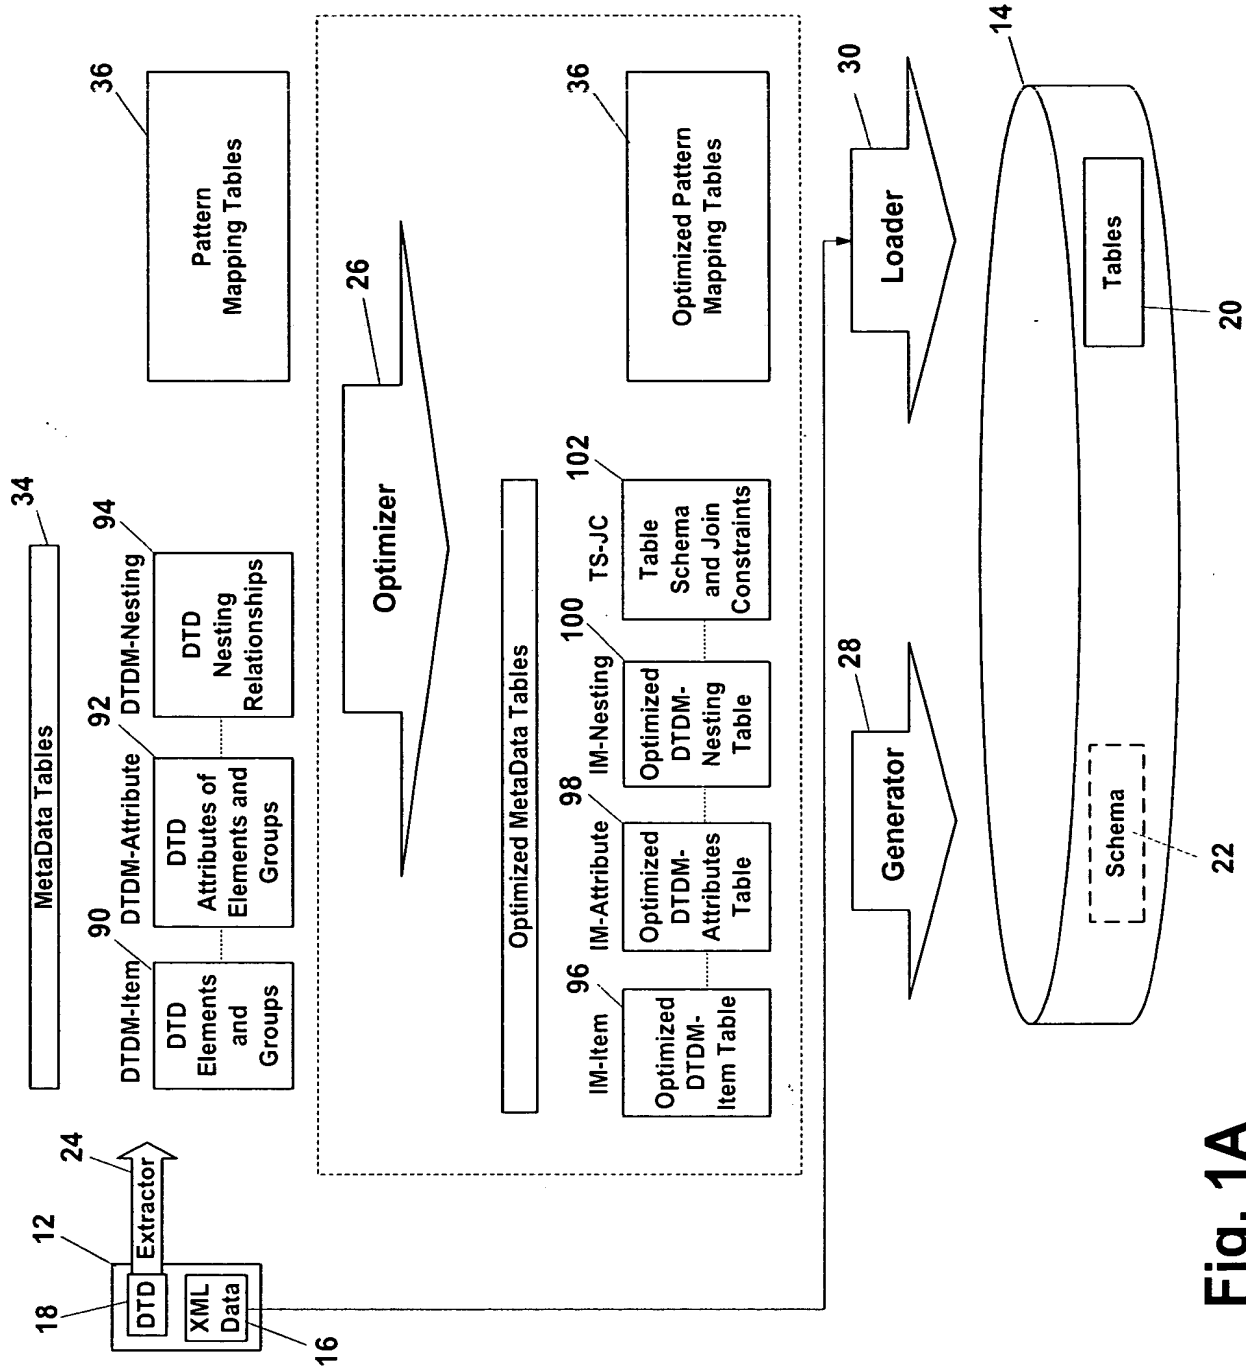 12
18
DTD
XML
Data
16
24
Extractor
34
MetaData Tables
DTDM-Item
90
DTD
Elements
and
Groups
DTDM-Attribute
92
DTD
Attributes of
Elements and
Groups
DTDM-Nesting
94
DTD
Nesting
Relationships
36
Pattern
Mapping Tables
Optimizer
26
Optimized MetaData Tables
IM-Item
96
Optimized
DTDM-
Item Table
IM-Attribute
98
Optimized
DTDM-
Attributes
Table
IM-Nesting
100
Optimized
DTDM-
Nesting
Table
TS-JC
102
Table
Schema
and Join
Constraints
36
Optimized Pattern
Mapping Tables
Generator
28
Loader
30
14
Schema
22
Tables
20
Fig. 1A